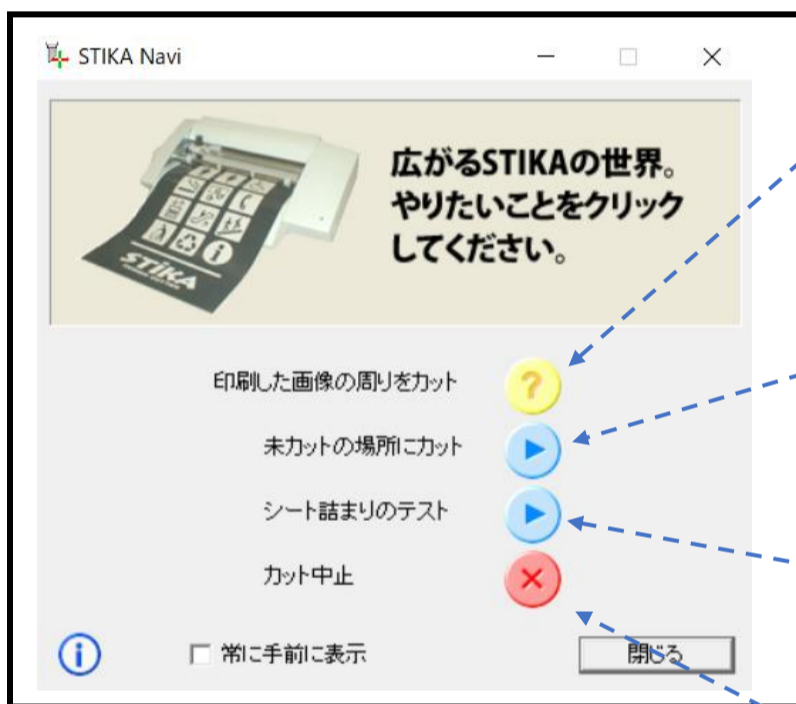 STIKA Navi
広がるSTIKAの世界。
やりたいことをクリック
してください。
STIKA
印刷した画像の周りをカット
?
未カットの場所にカット
シート詰まりのテスト
カット中止
常に手前に表示
閉じる